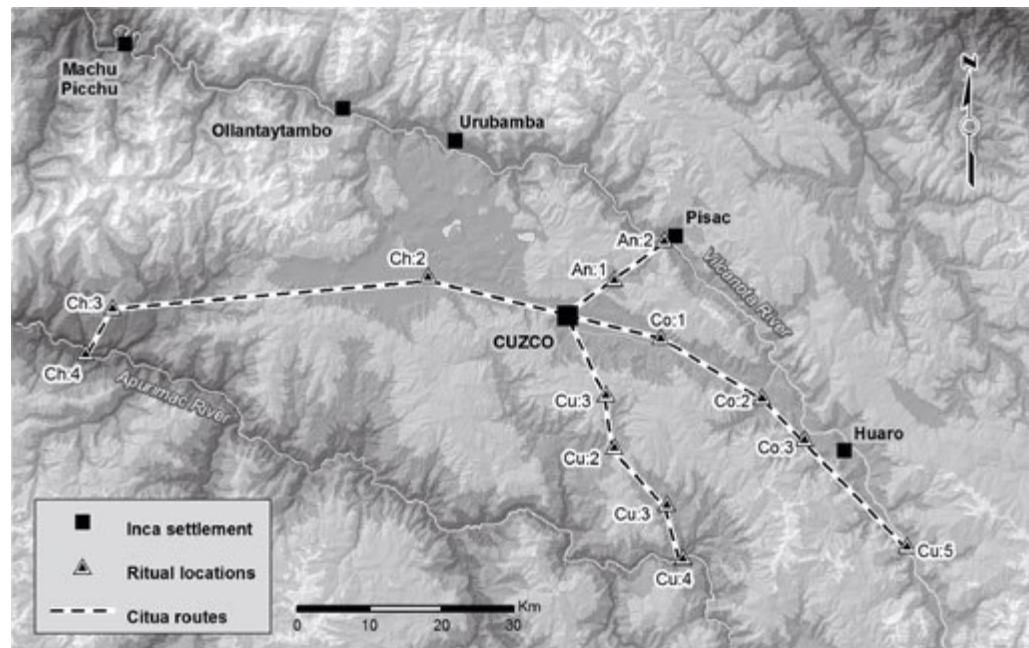 Machu
Picchu
Ollantaytambo
Urubamba
Pisac
An:2
Ch:2
An:1
Vilcanota River
Ch:3
CUZCO
Co:1
Ch:4
Apurimac River
Cu:3
Co:2
Huaro
Co:3
Cu:2
Cu:3
Cu:5
Cu:4
Inca settlement
Ritual locations
Citua routes
Km
0 10 20 30